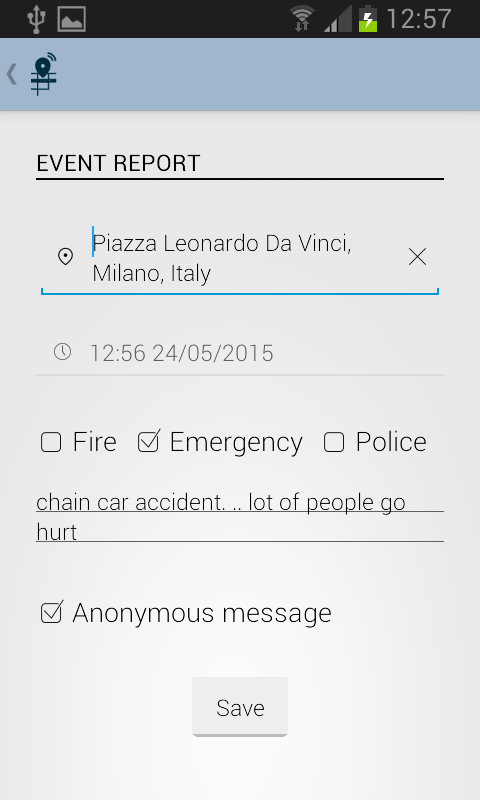 12:57
EVENT REPORT
Piazza Leonardo Da Vinci,
Milano, Italy
12:56 24/05/2015
Fire Emergency Police
chain car accident. .. lot of people go
hurt
Anonymous message
Save